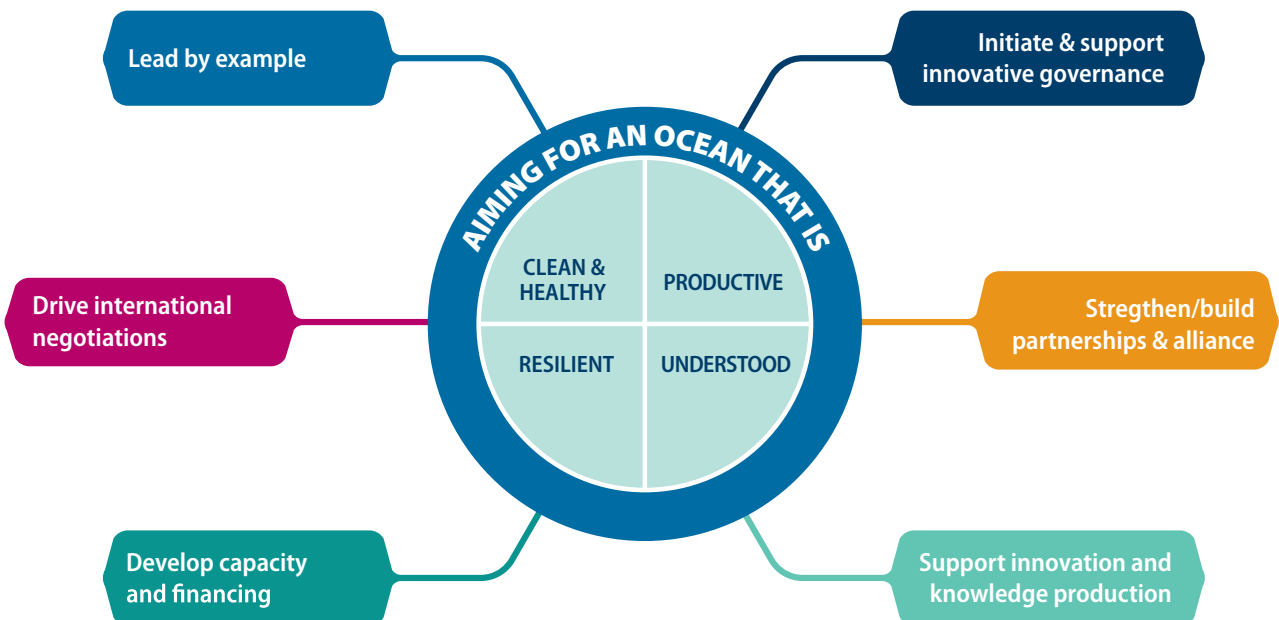 Lead by example
Initiate & support
innovative governance
AIMING FOR AN OCEAN THAT IS
CLEAN &
HEALTHY
PRODUCTIVE
RESILIENT
UNDERSTOOD
Drive international
negotiations
Stregthen/build
partnerships & alliance
Develop capacity
and financing
Support innovation and
knowledge production